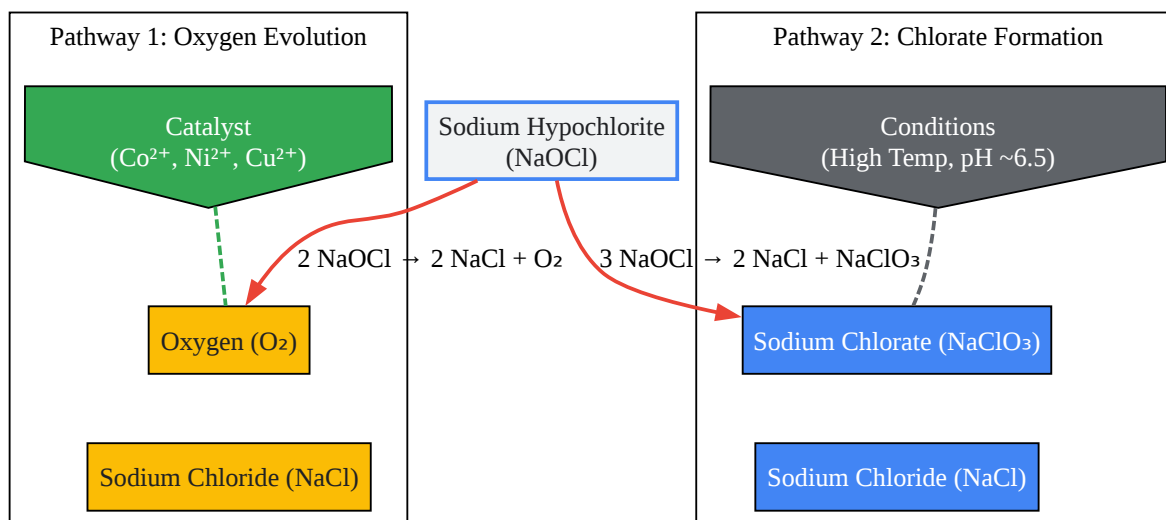 Pathway 1: Oxygen Evolution
Pathway 2: Chlorate Formation
Catalyst
(Co²⁺, Ni²⁺, Cu²⁺)
Sodium Hypochlorite
(NaOCl)
Conditions
(High Temp, pH ~6.5)
2 NaOCl → 2 NaCl + O₂
3 NaOCl → 2 NaCl + NaClO₃
Oxygen (O₂)
Sodium Chlorate (NaClO₃)
Sodium Chloride (NaCl)
Sodium Chloride (NaCl)